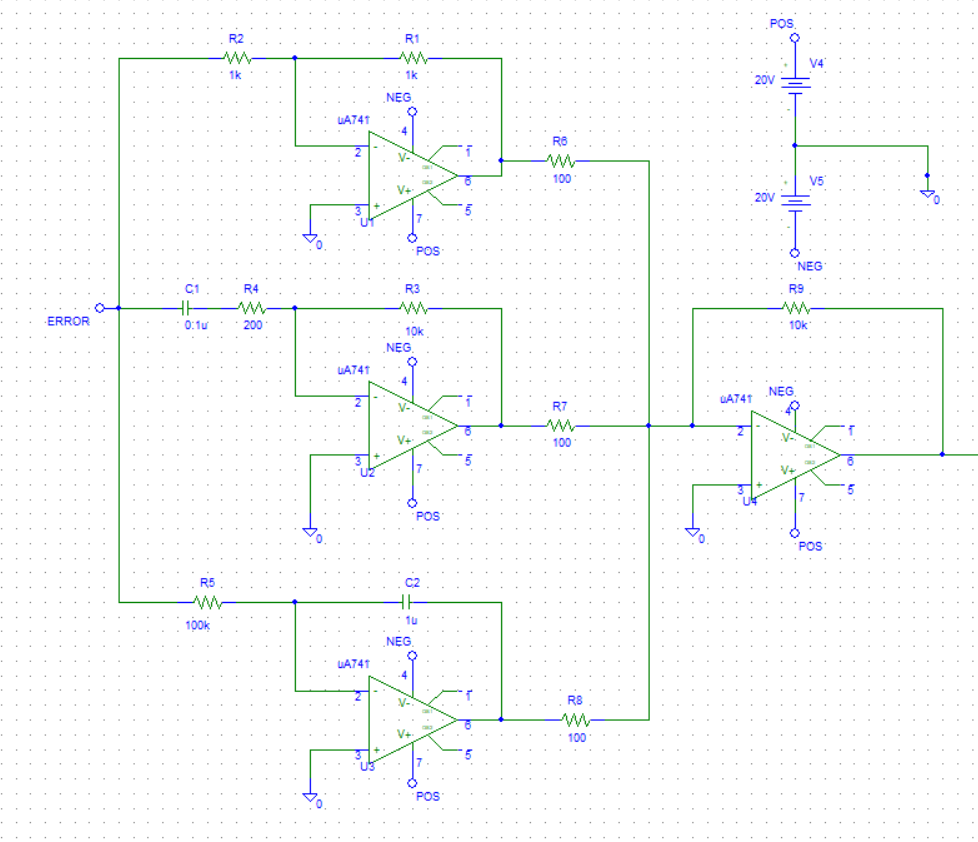 POS
V4
20V
V5
20V
0
NEG
R2
1k
R1
1k
NEG
uA741
4
V-
1
2
-
6
V+
3
+
5
U1
7
0
POS
R6
100
ERROR
C1
0.1u
R4
200
R3
10k
NEG
uA741
4
V-
1
2
-
6
V+
3
+
5
U2
7
0
POS
R7
100
R9
10k
NEG
uA741
4
V-
1
2
-
6
V+
3
+
5
U4
7
0
POS
R5
100k
C2
1u
NEG
uA741
4
V-
1
2
-
6
V+
3
+
5
U3
7
0
POS
R8
100